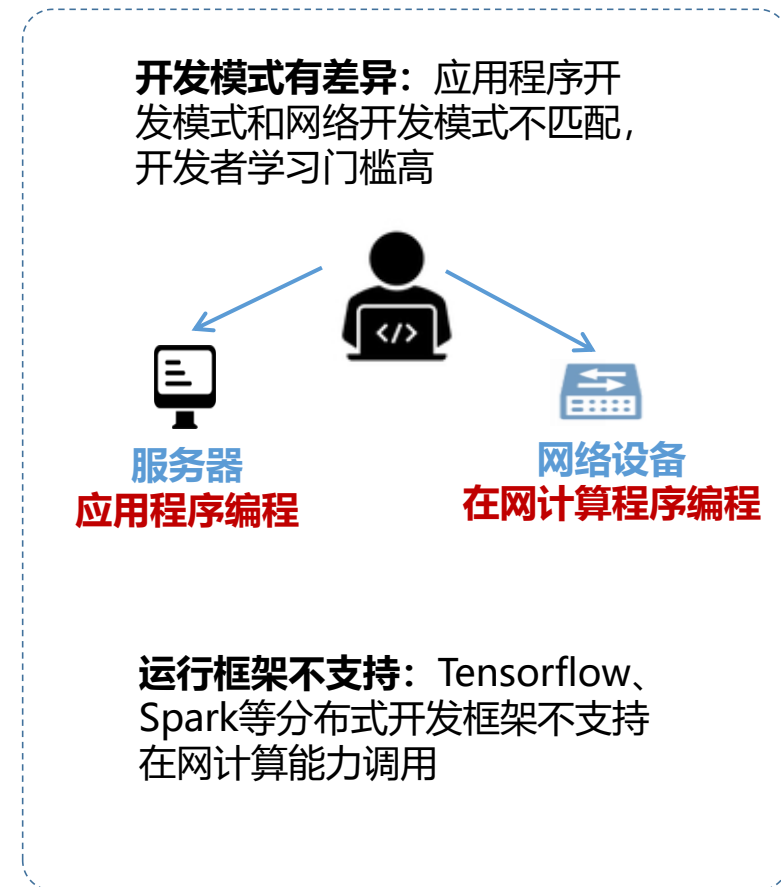 开发模式有差异：应用程序开
发模式和网络开发模式不匹配，
开发者学习门槛高
</>
服务器
应用程序编程
网络设备
在网计算程序编程
运行框架不支持：Tensorflow、
Spark等分布式开发框架不支持
在网计算能力调用